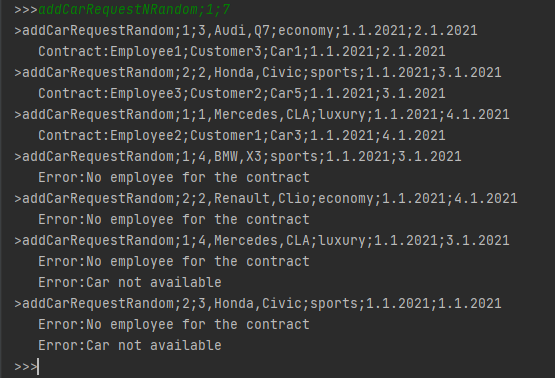 >>>addCarRequestNRandom;1;7
>addCarRequestRandom;1;3,Audi,Q7;economy;1.1.2021;2.1.2021
Contract:Employee1;Customer3;Car1;1.1.2021;2.1.2021
>addCarRequestRandom;2;2,Honda,Civic;sports;1.1.2021;3.1.2021
Contract:Employee3;Customer2;Car5;1.1.2021;3.1.2021
>addCarRequestRandom;1;1,Mercedes,CLA;luxury;1.1.2021;4.1.2021
Contract:Employee2;Customer1;Car3;1.1.2021;4.1.2021
>addCarRequestRandom;1;4,BMW,X3;sports;1.1.2021;3.1.2021
Error:No employee for the contract
>addCarRequestRandom;2;2,Renault,Clio;economy;1.1.2021;4.1.2021
Error:No employee for the contract
>addCarRequestRandom;1;4,Mercedes,CLA;luxury;1.1.2021;3.1.2021
Error:No employee for the contract
Error:Car not available
>addCarRequestRandom;2;3,Honda,Civic;sports;1.1.2021;1.1.2021
Error:No employee for the contract
Error:Car not available
>>>